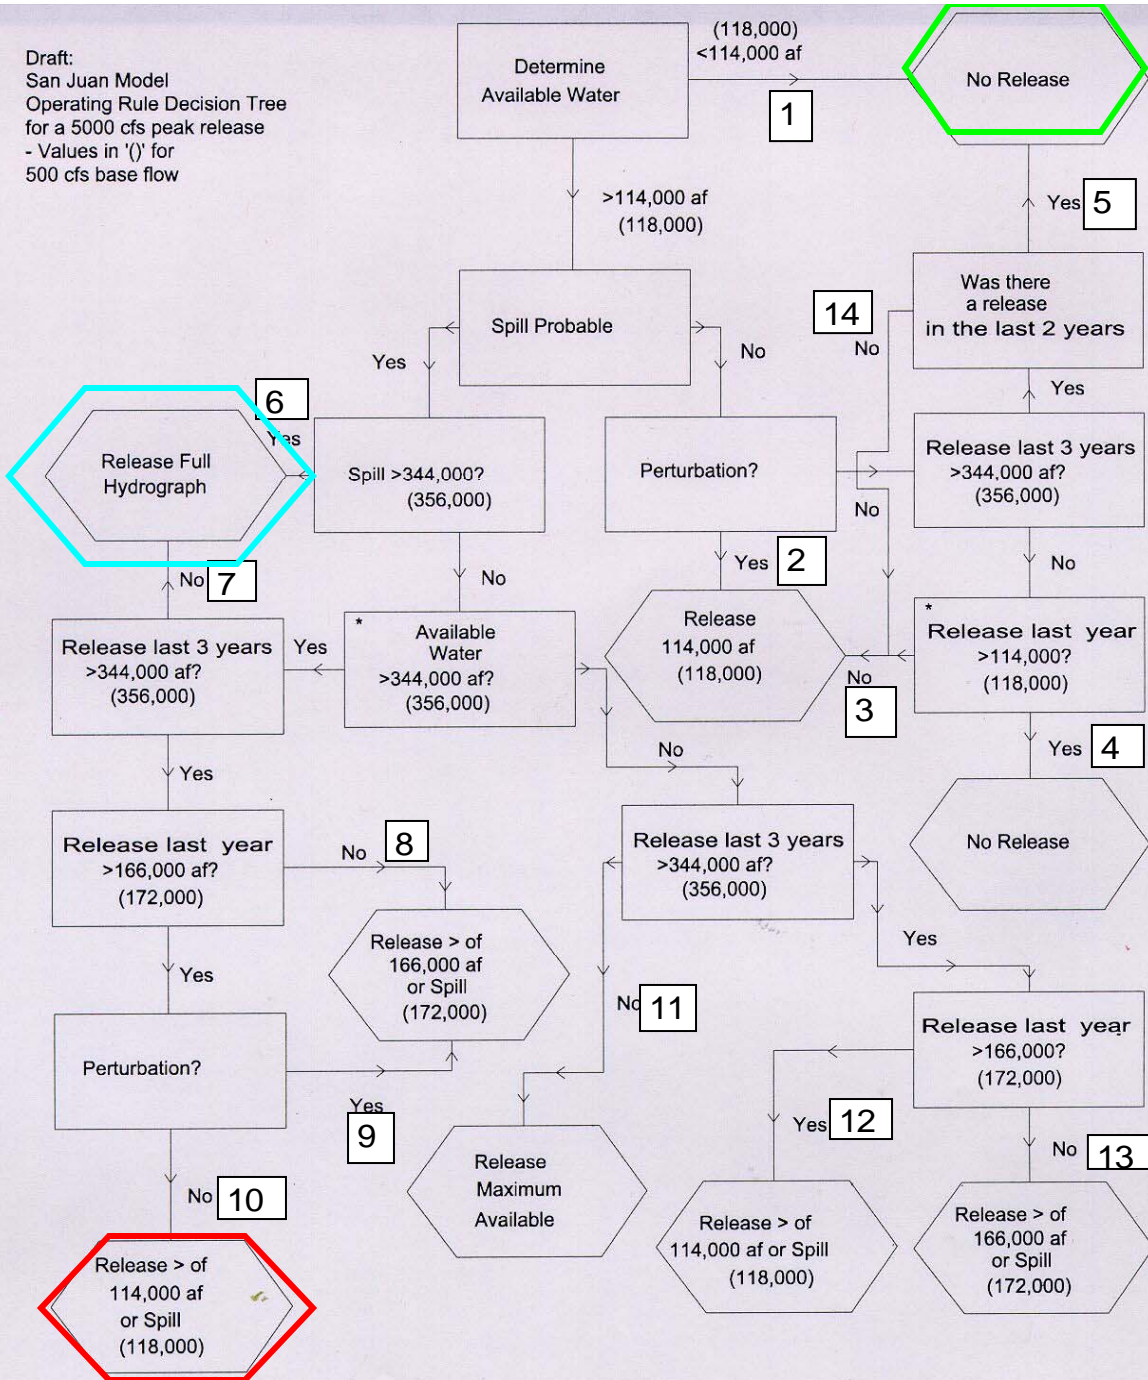 Draft:
San Juan Model
Operating Rule Decision Tree
for a 5000 cfs peak release
- Values in '()' for
500 cfs base flow
Determine
Available Water
(118,000)
<114,000 af
1
No Release
>114,000 af
(118,000)
Yes
5
Spill Probable
14
No
Was there
a release
in the last 2 years
Yes
No
Yes
6
Yes
Release Full
Hydrograph
Spill >344,000?
(356,000)
Perturbation?
Release last 3 years
>344,000 af?
(356,000)
No
No
7
No
Yes
2
No
Release last 3 years
>344,000 af?
(356,000)
Yes
*
Available
Water
>344,000 af?
(356,000)
Release
114,000 af
(118,000)
No
3
*
Release last year
>114,000?
(118,000)
Yes
4
Yes
No
Release last year
>166,000 af?
(172,000)
No
8
Release last 3 years
>344,000 af?
(356,000)
No Release
Release > of
166,000 af
or Spill
(172,000)
Yes
Yes
No
11
Perturbation?
Yes
9
Release last year
>166,000?
(172,000)
Yes
12
No
13
No
10
Release
Maximum
Available
Release > of
114,000 af or Spill
(118,000)
Release > of
166,000 af
or Spill
(172,000)
Release > of
114,000 af
or Spill
(118,000)